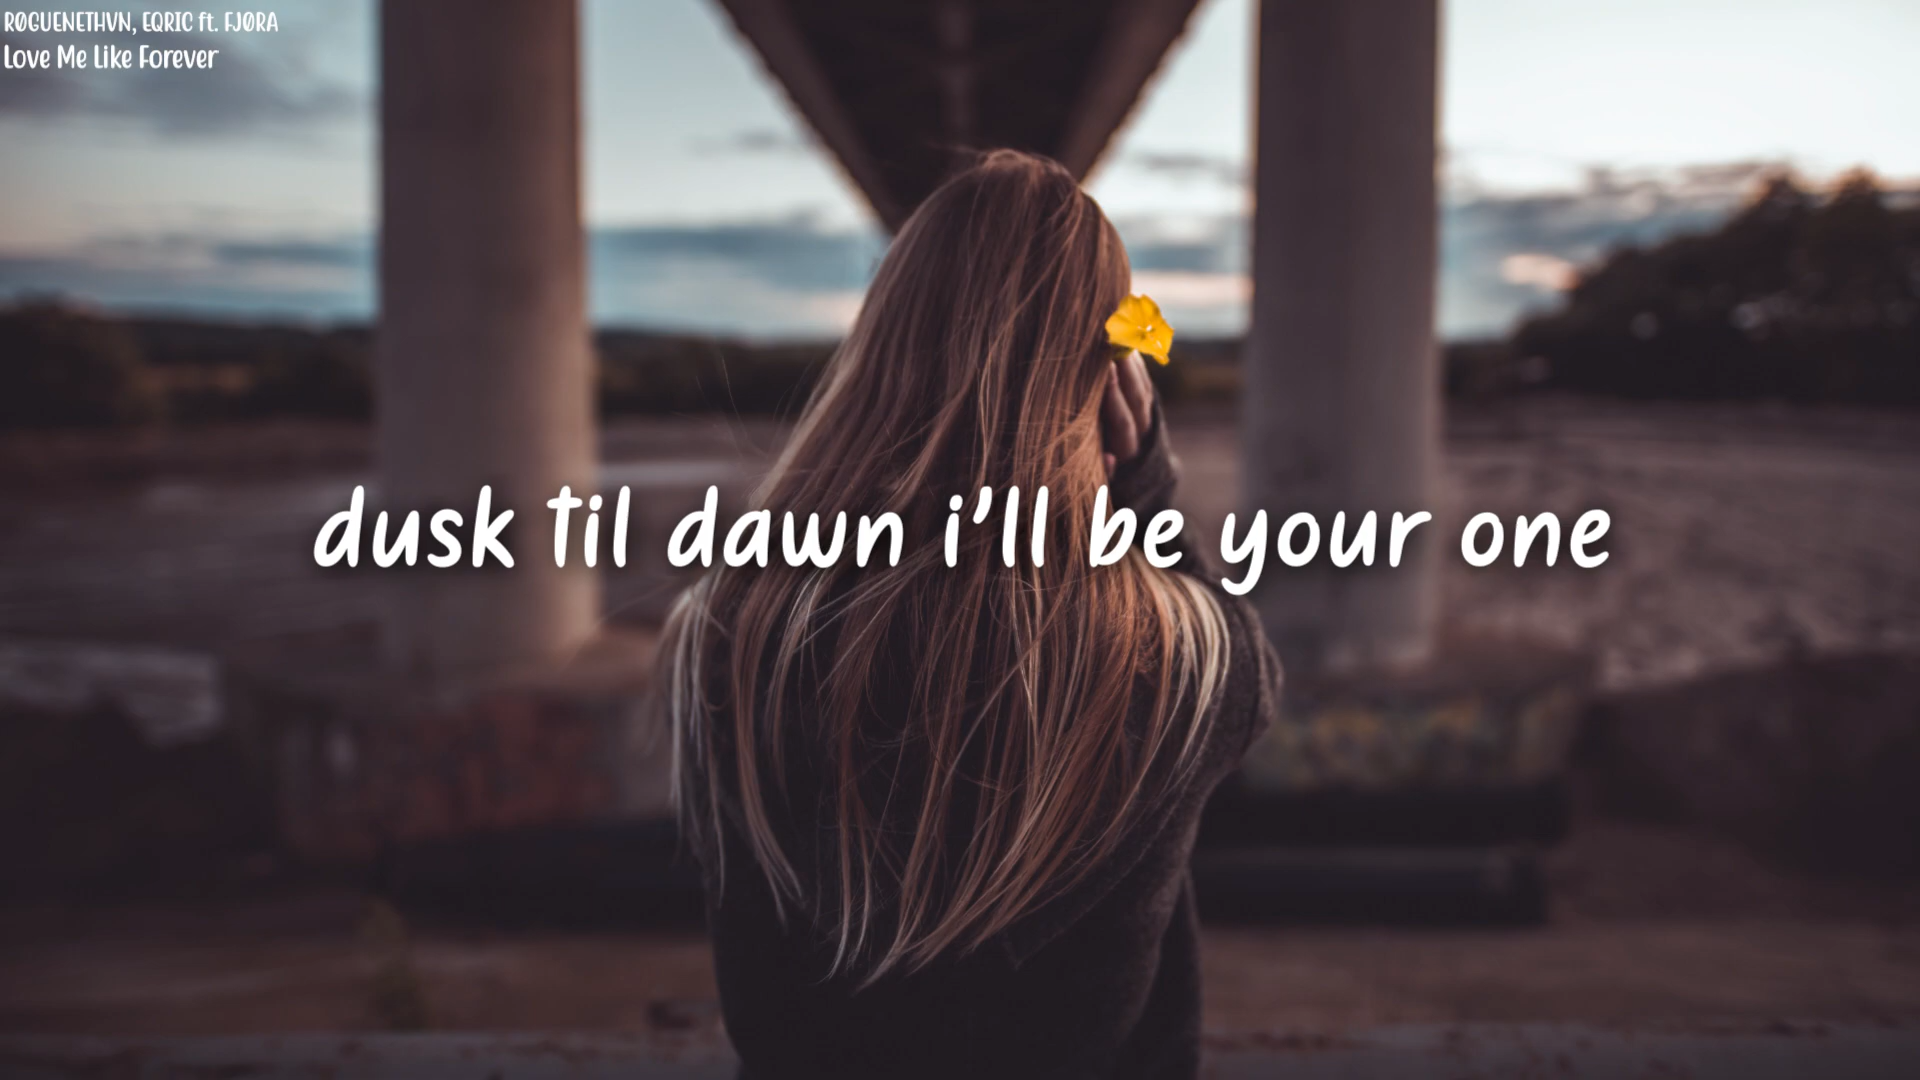 RØGUENETHVN, EQRIC ft. FJØRA
Love Me Like Forever
dusk til dawn i'll be your one